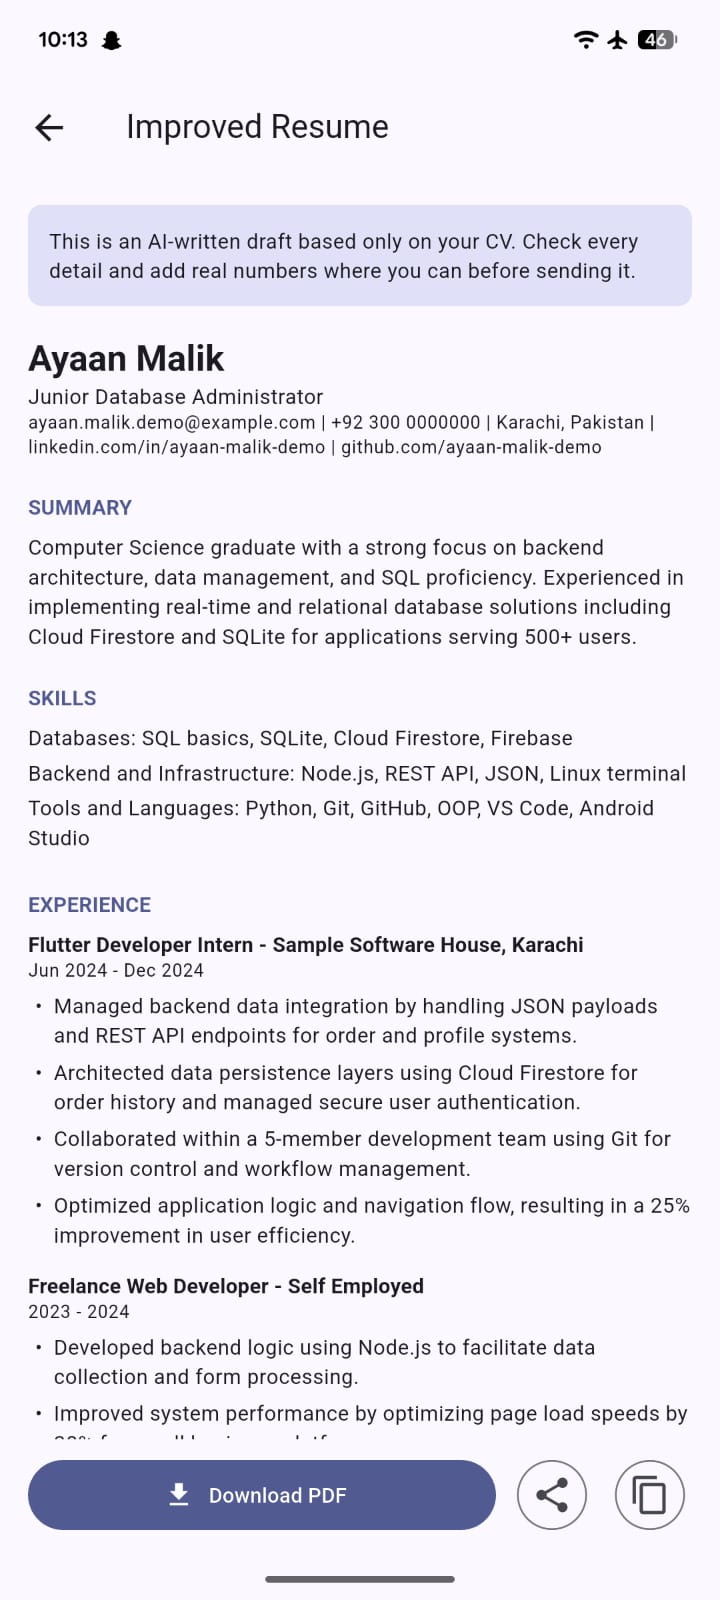 10:13
46
Improved Resume
This is an AI-written draft based only on your CV. Check every
detail and add real numbers where you can before sending it.
Ayaan Malik
Junior Database Administrator
ayaan.malik.demo@example.com | +92 300 0000000 | Karachi, Pakistan |
linkedin.com/in/ayaan-malik-demo | github.com/ayaan-malik-demo
SUMMARY
Computer Science graduate with a strong focus on backend
architecture, data management, and SQL proficiency. Experienced in
implementing real-time and relational database solutions including
Cloud Firestore and SQLite for applications serving 500+ users.
SKILLS
Databases: SQL basics, SQLite, Cloud Firestore, Firebase
Backend and Infrastructure: Node.js, REST API, JSON, Linux terminal
Tools and Languages: Python, Git, GitHub, OOP, VS Code, Android
Studio
EXPERIENCE
Flutter Developer Intern - Sample Software House, Karachi
Jun 2024 - Dec 2024
• Managed backend data integration by handling JSON payloads
and REST API endpoints for order and profile systems.
• Architected data persistence layers using Cloud Firestore for
order history and managed secure user authentication.
• Collaborated within a 5-member development team using Git for
version control and workflow management.
• Optimized application logic and navigation flow, resulting in a 25%
improvement in user efficiency.
Freelance Web Developer - Self Employed
2023 - 2024
• Developed backend logic using Node.js to facilitate data
collection and form processing.
• Improved system performance by optimizing page load speeds by
Download PDF